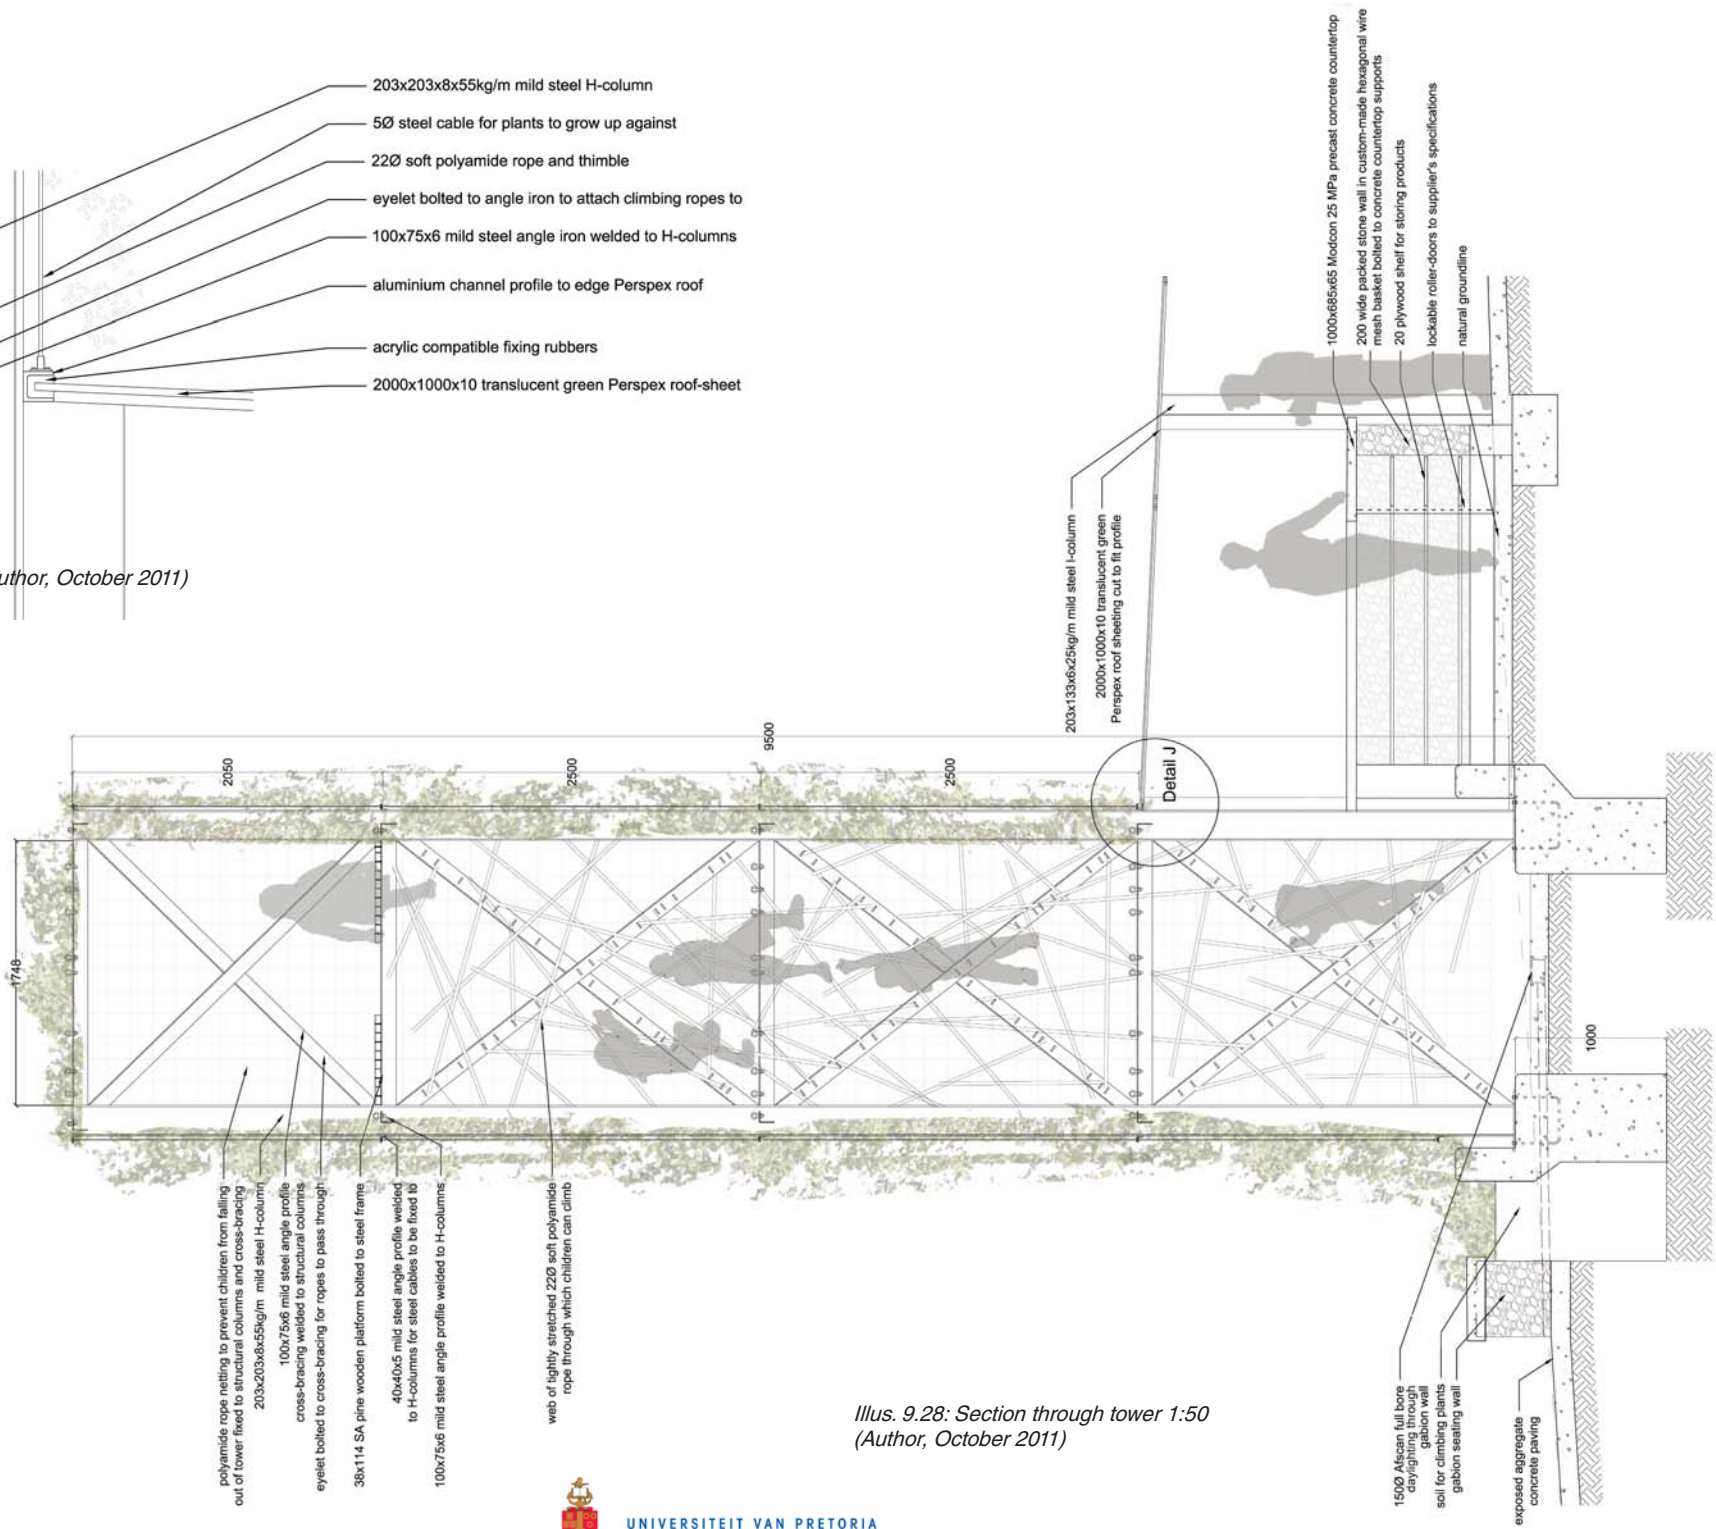 203x203x8x55kg/m mild steel H-column
5Ø steel cable for plants to grow up against
22Ø soft polyamide rope and thimble
eyelet bolted to angle iron to attach climbing ropes to
100x75x6 mild steel angle iron welded to H-columns
aluminium channel profile to edge Perspex roof
acrylic compatible fixing rubbers
2000x1000x10 translucent green Perspex roof-sheet
uthor, October 2011)
1000x685x65 Modcon 25 MPa precast concrete countertop
200 wide packed stone wall in custom-made hexagonal wire
mesh basket bolted to concrete countertop supports
20 plywood shelf for storing products
lockable roller-doors to supplier's specifications
natural groundline
203x133x6x25kg/m mild steel I-column
2000x1000x10 translucent green
Perspex roof sheeting cut to fit profile
Detail J
9500
2050
2500
2500
1748
1000
polyamide rope netting to prevent children from falling
out of tower fixed to structural columns and cross-bracing
203x203x8x55kg/m mild steel H-column
100x75x6 mild steel angle profile
cross-bracing welded to structural columns
eyelet bolted to cross-bracing for ropes to pass through
38x114 SA pine wooden platform bolted to steel frame
40x40x5 mild steel angle profile welded
to H-columns for steel cables to be fixed to
100x75x6 mild steel angle profile welded to H-columns
web of tightly stretched 22Ø soft polyamide
rope through which children can climb
150Ø Afscan full bore
daylighting through
gabion wall
soil for climbing plants
gabion seating wall
exposed aggregate
concrete paving
Illus. 9.28: Section through tower 1:50
(Author, October 2011)
UNIVERSITEIT VAN PRETORIA